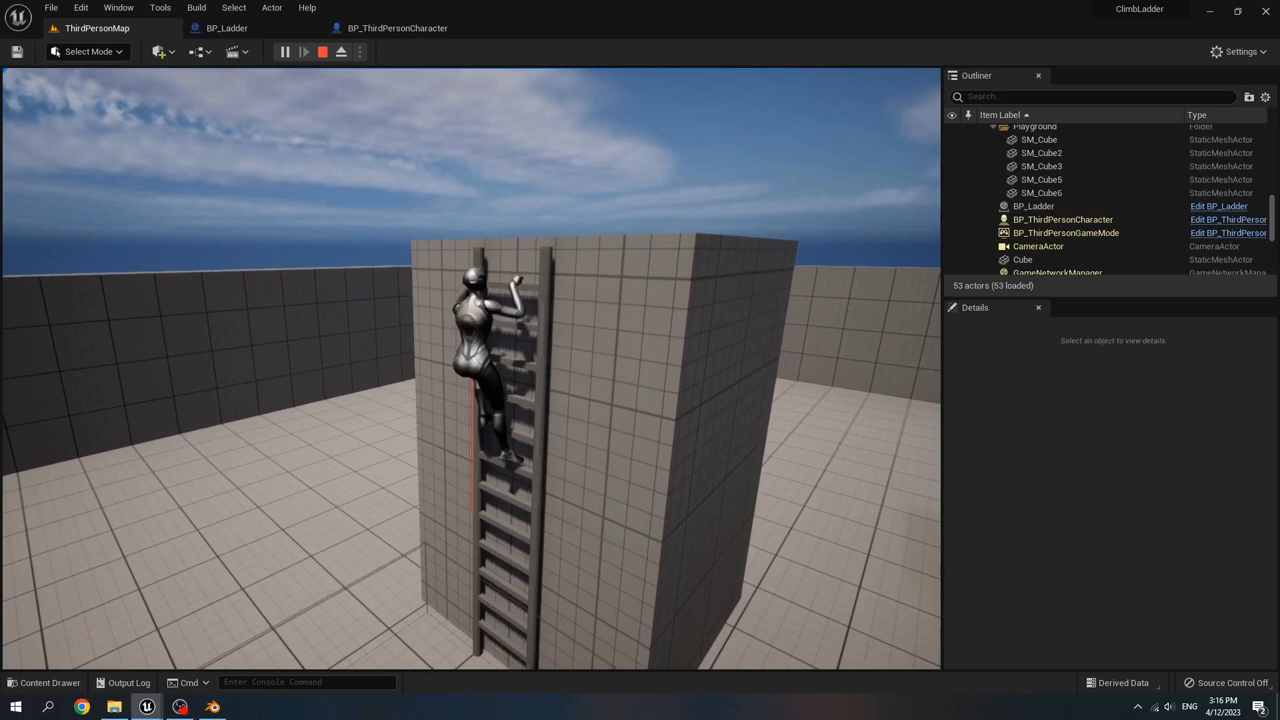 File Edit Window Tools Build Select Actor Help
ClimbLadder
ThirdPersonMap
BP_Ladder
BP_ThirdPersonCharacter
Select Mode
Settings
Outliner
Search...
Item Label Type
Playground Folder
SM_Cube StaticMeshActor
SM_Cube2 StaticMeshActor
SM_Cube3 StaticMeshActor
SM_Cube5 StaticMeshActor
SM_Cube6 StaticMeshActor
BP_Ladder Edit BP_Ladder
BP_ThirdPersonCharacter Edit BP_ThirdPersor
BP_ThirdPersonGameMode Edit BP_ThirdPersor
CameraActor CameraActor
Cube StaticMeshActor
GameNetworkManager GameNetworkMana
53 actors (53 loaded)
Details
Select an object to view details.
Content Drawer
Output Log
Cmd
Enter Console Command
Derived Data
Source Control Off
ENG
3:16 PM
4/12/2023